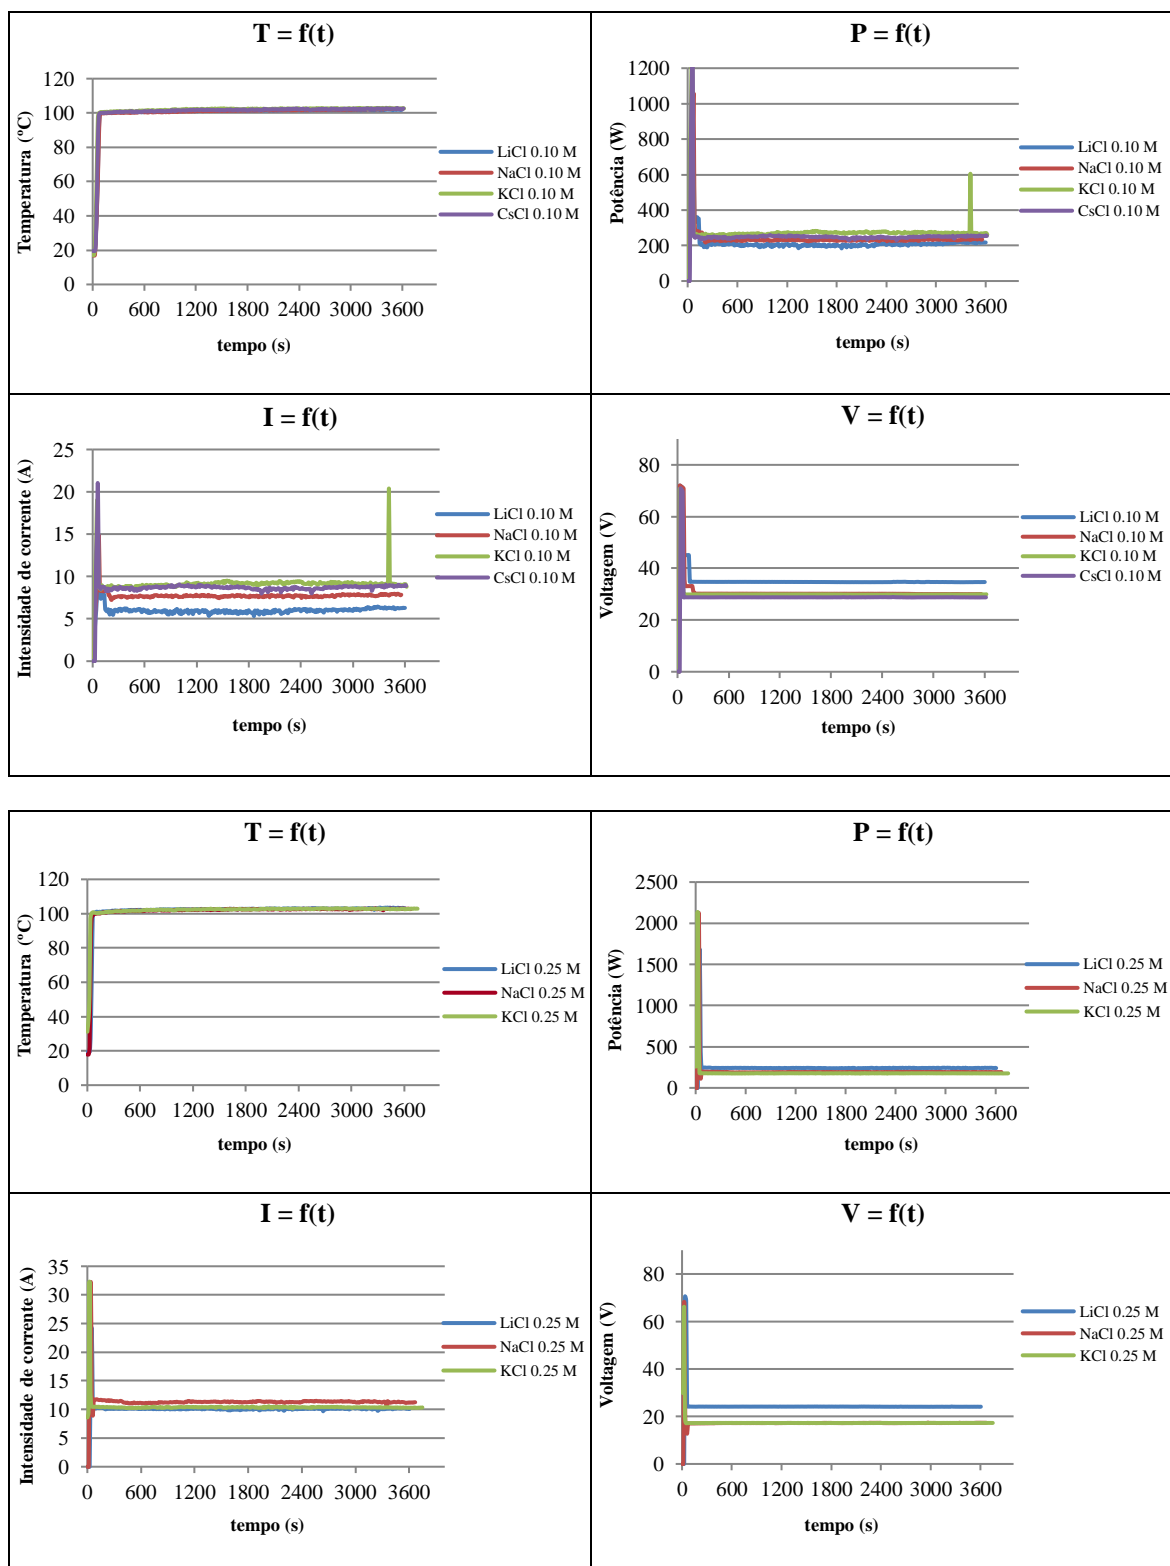 T = f(t)
120
100
80
60
40
20
0
0 600 1200 1800 2400 3000 3600
Temperatura (ºC)
tempo (s)
LiCl 0.10 M
NaCl 0.10 M
KCl 0.10 M
CsCl 0.10 M
P = f(t)
1200
1000
800
600
400
200
0
0 600 1200 1800 2400 3000 3600
Potência (W)
tempo (s)
LiCl 0.10 M
NaCl 0.10 M
KCl 0.10 M
CsCl 0.10 M
I = f(t)
25
20
15
10
5
0
0 600 1200 1800 2400 3000 3600
Intensidade de corrente (A)
tempo (s)
LiCl 0.10 M
NaCl 0.10 M
KCl 0.10 M
CsCl 0.10 M
V = f(t)
80
60
40
20
0
0 600 1200 1800 2400 3000 3600
Voltagem (V)
tempo (s)
LiCl 0.10 M
NaCl 0.10 M
KCl 0.10 M
CsCl 0.10 M
T = f(t)
120
100
80
60
40
20
0
0 600 1200 1800 2400 3000 3600
Temperatura (ºC)
tempo (s)
LiCl 0.25 M
NaCl 0.25 M
KCl 0.25 M
P = f(t)
2500
2000
1500
1000
500
0
0 600 1200 1800 2400 3000 3600
Potência (W)
tempo (s)
LiCl 0.25 M
NaCl 0.25 M
KCl 0.25 M
I = f(t)
35
30
25
20
15
10
5
0
0 600 1200 1800 2400 3000 3600
Intensidade de corrente (A)
tempo (s)
LiCl 0.25 M
NaCl 0.25 M
KCl 0.25 M
V = f(t)
80
60
40
20
0
0 600 1200 1800 2400 3000 3600
Voltagem (V)
tempo (s)
LiCl 0.25 M
NaCl 0.25 M
KCl 0.25 M